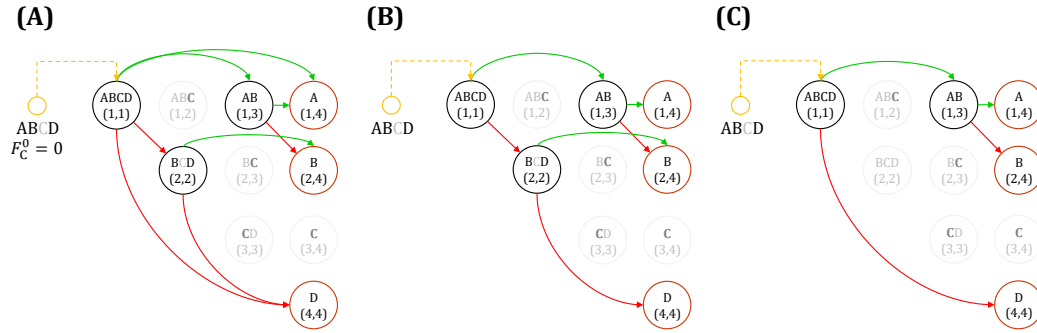 (A)
ABCD
F_C^0 = 0
ABCD
(1,1)
ABC
(1,2)
AB
(1,3)
A
(1,4)
BCD
(2,2)
BC
(2,3)
B
(2,4)
CD
(3,3)
C
(3,4)
D
(4,4)
(B)
ABCD
ABCD
(1,1)
ABC
(1,2)
AB
(1,3)
A
(1,4)
BCD
(2,2)
BC
(2,3)
B
(2,4)
CD
(3,3)
C
(3,4)
D
(4,4)
(C)
ABCD
ABCD
(1,1)
ABC
(1,2)
AB
(1,3)
A
(1,4)
BCD
(2,2)
BC
(2,3)
B
(2,4)
CD
(3,3)
C
(3,4)
D
(4,4)